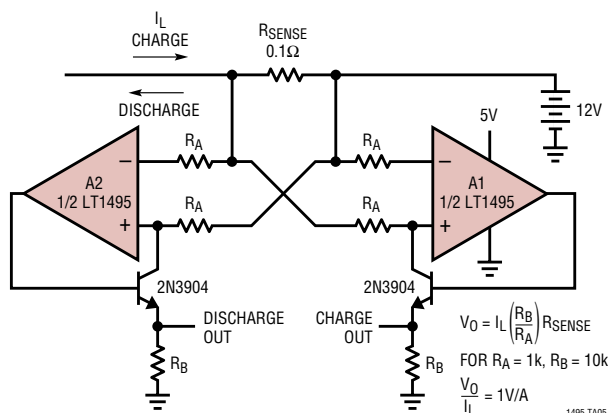 I_L
CHARGE
R_SENSE
0.1Ω
DISCHARGE
12V
5V
R_A
R_A
A2
1/2 LT1495
–
+
R_A
R_A
–
+
A1
1/2 LT1495
2N3904
2N3904
DISCHARGE
OUT
CHARGE
OUT
R_B
R_B
V_O = I_L (R_B/R_A) R_SENSE
FOR R_A = 1k, R_B = 10k
V_O/I_L = 1V/A
1495 TA05